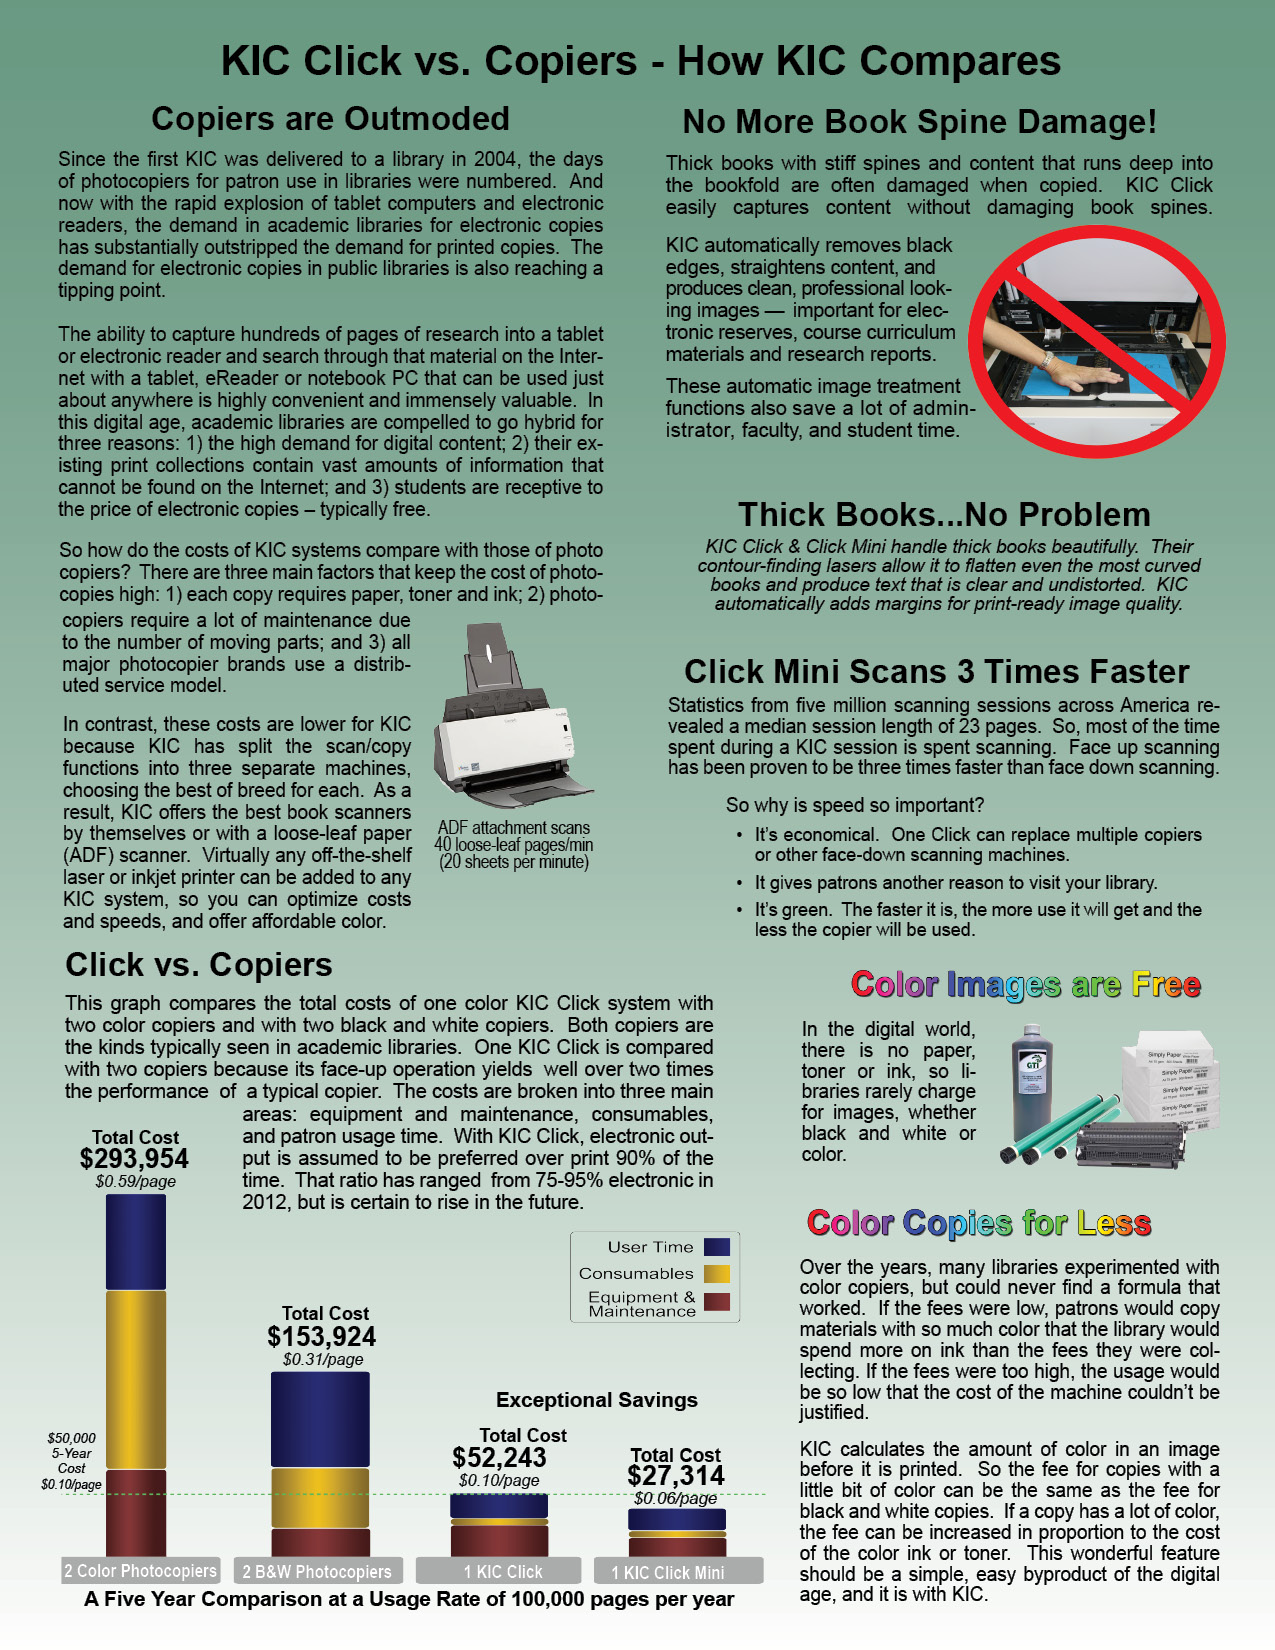 KIC Click vs. Copiers - How KIC Compares
Copiers are Outmoded
Since the first KIC was delivered to a library in 2004, the days
of photocopiers for patron use in libraries were numbered. And
now with the rapid explosion of tablet computers and electronic
readers, the demand in academic libraries for electronic copies
has substantially outstripped the demand for printed copies. The
demand for electronic copies in public libraries is also reaching a
tipping point.
The ability to capture hundreds of pages of research into a tablet
or electronic reader and search through that material on the Inter-
net with a tablet, eReader or notebook PC that can be used just
about anywhere is highly convenient and immensely valuable. In
this digital age, academic libraries are compelled to go hybrid for
three reasons: 1) the high demand for digital content; 2) their ex-
isting print collections contain vast amounts of information that
cannot be found on the Internet; and 3) students are receptive to
the price of electronic copies – typically free.
So how do the costs of KIC systems compare with those of photo
copiers? There are three main factors that keep the cost of photo-
copies high: 1) each copy requires paper, toner and ink; 2) photo-
copiers require a lot of maintenance due
to the number of moving parts; and 3) all
major photocopier brands use a distrib-
uted service model.
In contrast, these costs are lower for KIC
because KIC has split the scan/copy
functions into three separate machines,
choosing the best of breed for each. As a
result, KIC offers the best book scanners
by themselves or with a loose-leaf paper
(ADF) scanner. Virtually any off-the-shelf
laser or inkjet printer can be added to any
KIC system, so you can optimize costs
and speeds, and offer affordable color.
ADF attachment scans
40 loose-leaf pages/min
(20 sheets per minute)
No More Book Spine Damage!
Thick books with stiff spines and content that runs deep into
the bookfold are often damaged when copied. KIC Click
easily captures content without damaging book spines.
KIC automatically removes black
edges, straightens content, and
produces clean, professional look-
ing images — important for elec-
tronic reserves, course curriculum
materials and research reports.
These automatic image treatment
functions also save a lot of admin-
istrator, faculty, and student time.
Thick Books...No Problem
KIC Click & Click Mini handle thick books beautifully. Their
contour-finding lasers allow it to flatten even the most curved
books and produce text that is clear and undistorted. KIC
automatically adds margins for print-ready image quality.
Click Mini Scans 3 Times Faster
Statistics from five million scanning sessions across America re-
vealed a median session length of 23 pages. So, most of the time
spent during a KIC session is spent scanning. Face up scanning
has been proven to be three times faster than face down scanning.
So why is speed so important?
• It's economical. One Click can replace multiple copiers
or other face-down scanning machines.
• It gives patrons another reason to visit your library.
• It's green. The faster it is, the more use it will get and the
less the copier will be used.
Click vs. Copiers
This graph compares the total costs of one color KIC Click system with
two color copiers and with two black and white copiers. Both copiers are
the kinds typically seen in academic libraries. One KIC Click is compared
with two copiers because its face-up operation yields well over two times
the performance of a typical copier. The costs are broken into three main
areas: equipment and maintenance, consumables,
and patron usage time. With KIC Click, electronic out-
put is assumed to be preferred over print 90% of the
time. That ratio has ranged from 75-95% electronic in
2012, but is certain to rise in the future.
Total Cost
$293,954
$0.59/page
User Time
Consumables
Equipment &
Maintenance
Total Cost
$153,924
$0.31/page
Exceptional Savings
Total Cost
$52,243
$0.10/page
Total Cost
$27,314
$0.06/page
$50,000
5-Year
Cost
$0.10/page
2 Color Photocopiers
2 B&W Photocopiers
1 KIC Click
1 KIC Click Mini
A Five Year Comparison at a Usage Rate of 100,000 pages per year
Color Images are Free
In the digital world,
there is no paper,
toner or ink, so li-
braries rarely charge
for images, whether
black and white or
color.
GTI
Simply Paper
Simply Paper
Simply Paper
Simply Paper
Color Copies for Less
Over the years, many libraries experimented with
color copiers, but could never find a formula that
worked. If the fees were low, patrons would copy
materials with so much color that the library would
spend more on ink than the fees they were col-
lecting. If the fees were too high, the usage would
be so low that the cost of the machine couldn't be
justified.
KIC calculates the amount of color in an image
before it is printed. So the fee for copies with a
little bit of color can be the same as the fee for
black and white copies. If a copy has a lot of color,
the fee can be increased in proportion to the cost
of the color ink or toner. This wonderful feature
should be a simple, easy byproduct of the digital
age, and it is with KIC.